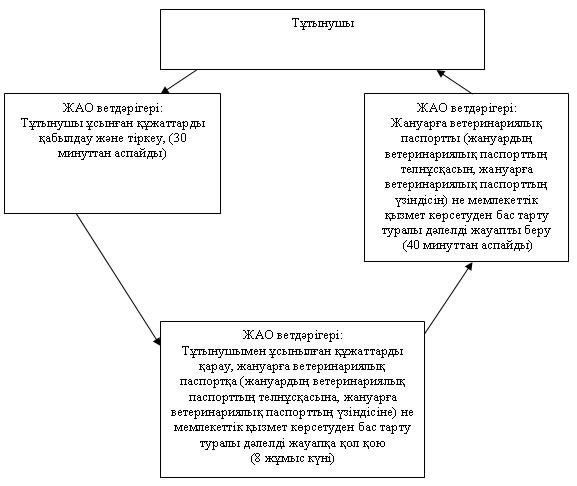 Тұтынушы
ЖАО ветдәрігері:
Тұтынушы ұсынған құжаттарды
қабылдау және тіркеу, (30
минуттан аспайды)
ЖАО ветдәрігері:
Жануарға ветеринариялық
паспортты (жануардың
ветеринариялық паспорттың
телнұсқасын, жануарға
ветеринариялық паспорттың
үзіндісін) не мемлекеттік
қызмет көрсетуден бас тарту
туралы дәлелді жауапты беру
(40 минуттан аспайды)
ЖАО ветдәрігері:
Тұтынушымен ұсынылған құжаттарды
қарау, жануарға ветеринариялық
паспортқа (жануардың ветеринариялық
паспорттың телнұсқасына, жануарға
ветеринариялық паспорттың үзіндісіне) не
мемлекеттік қызмет көрсетуден бас тарту
туралы дәлелді жауапқа қол қою
(8 жұмыс күні)